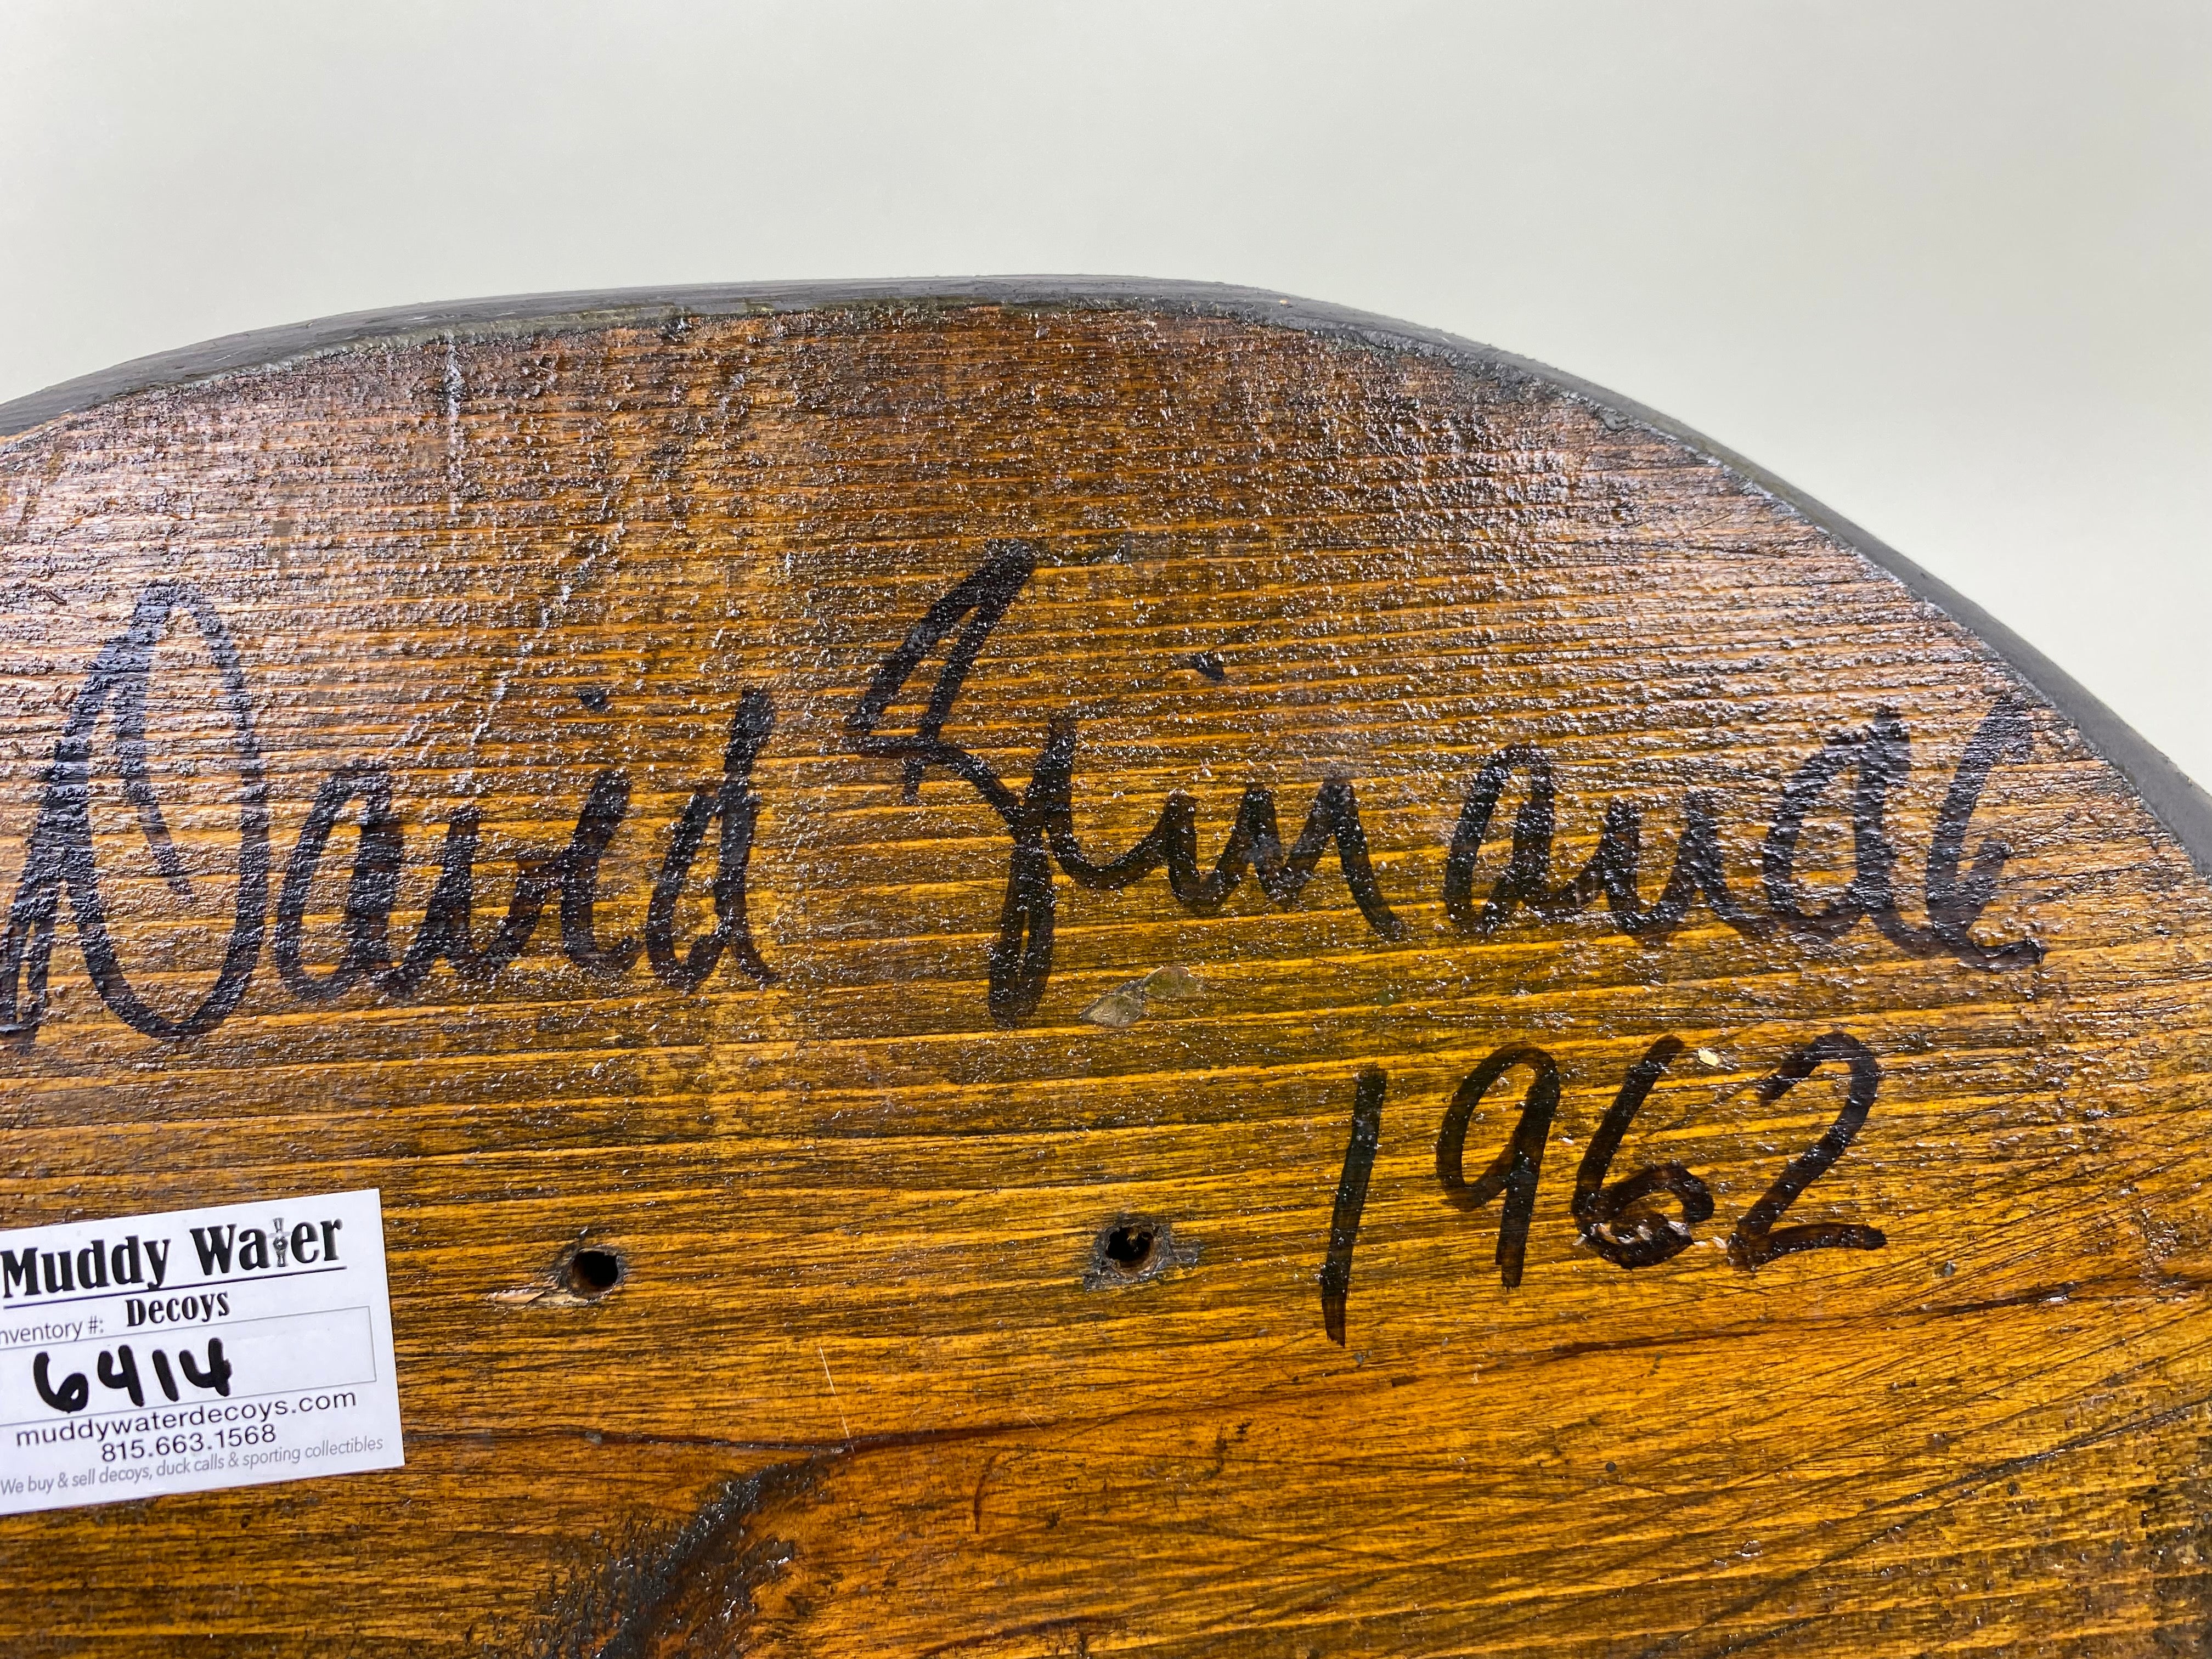 David
1962
Muddy Water
Decoys
nventory #:
6414
muddywaterdecoys.com
815.663.1568
We buy & sell decoys, duck calls & sporting collectibles